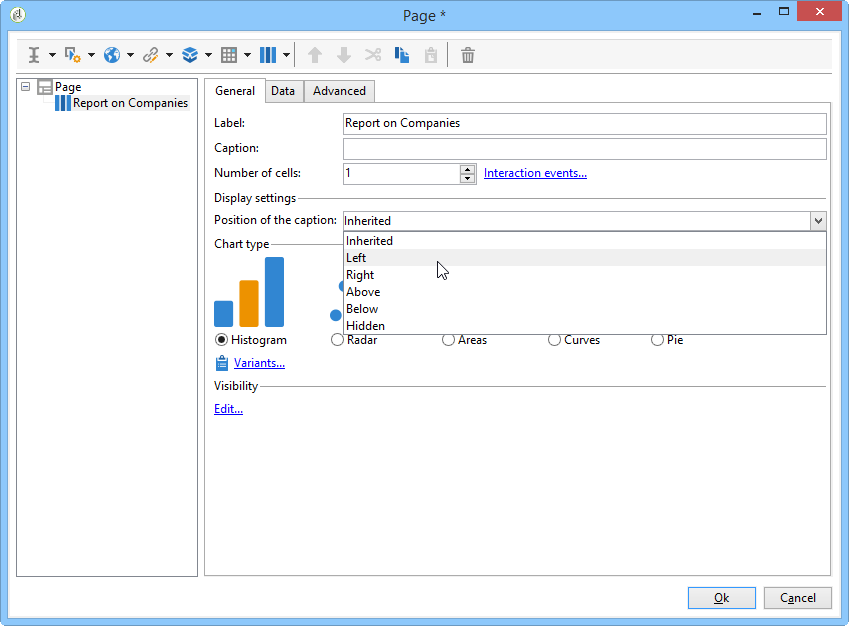 Page *
Page
Report on Companies
General Data Advanced
Label: Report on Companies
Caption:
Number of cells: 1 Interaction events...
Display settings
Position of the caption: Inherited
Inherited
Chart type
Left
Right
Above
Below
Hidden
Histogram Radar Areas Curves Pie
Variants...
Visibility
Edit...
Ok Cancel